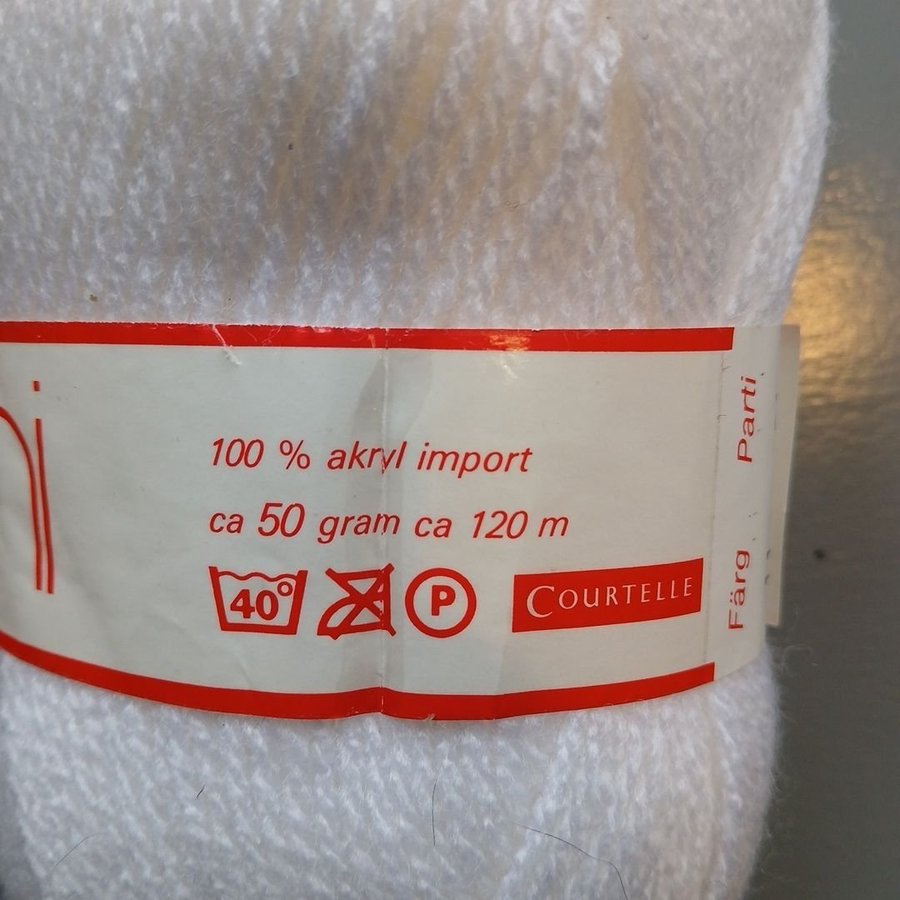 100 % akryl import
ca 50 gram ca 120 m
40°
P
COURTELLE
Färg
Parti